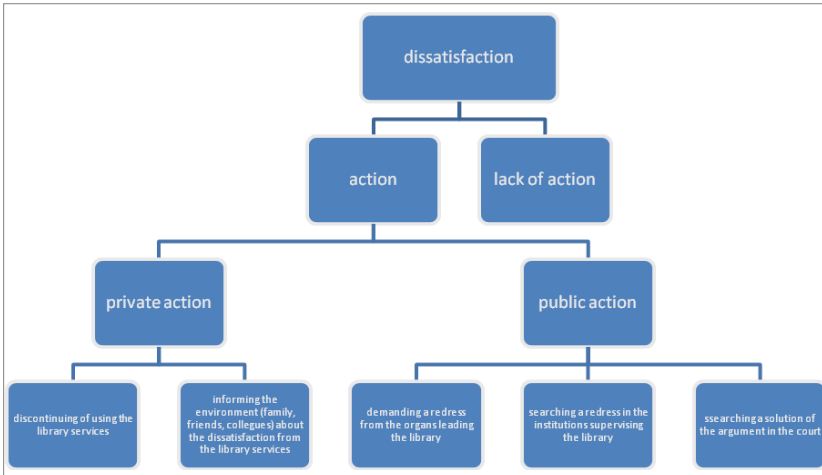 dissatisfaction
action
lack of action
private action
public action
discontinuing of using the
library services
informing the
environment (family,
friends, collegues) about
the dissatisfaction from
the library services
demanding a redress
from the organs leading
the library
searching a redress in the
institutions supervising
the library
ssearching a solution of
the argument in the court